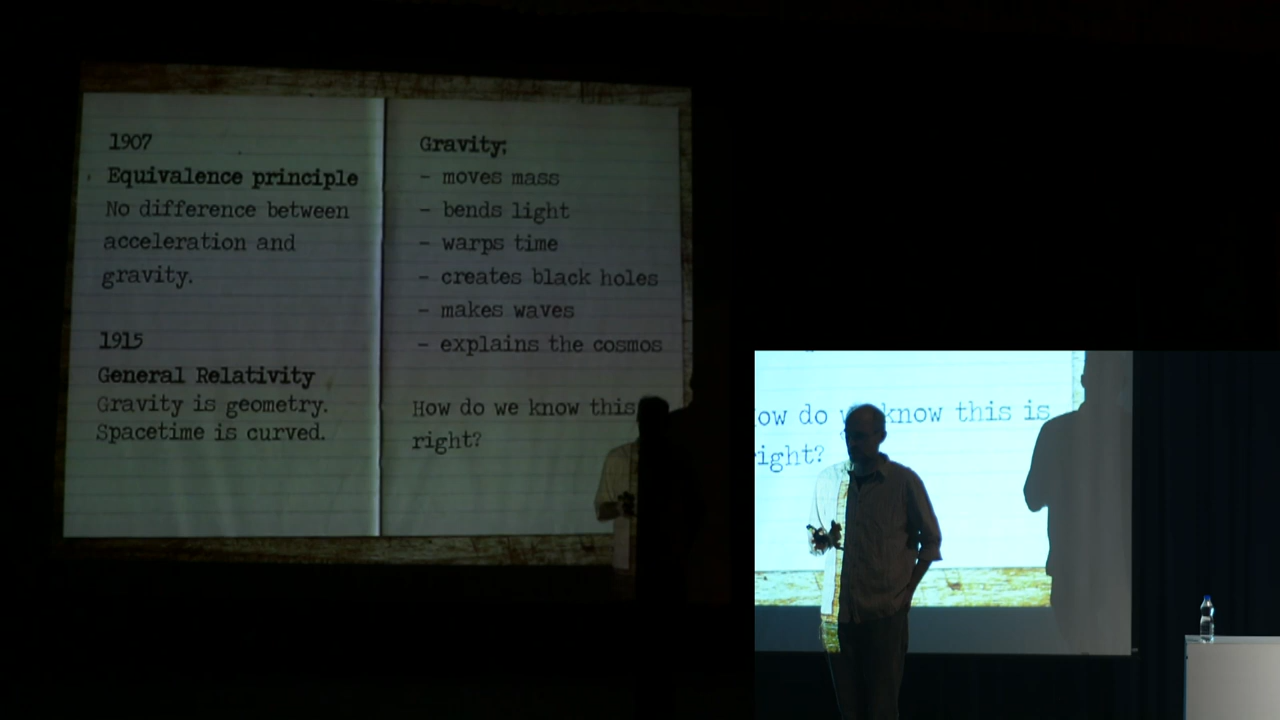 1907
Equivalence principle
No difference between
acceleration and
gravity.
1915
General Relativity
Gravity is geometry.
Spacetime is curved.
Gravity:
- moves mass
- bends light
- warps time
- creates black holes
- makes waves
- explains the cosmos
How do we know this
right?
know this is
right?